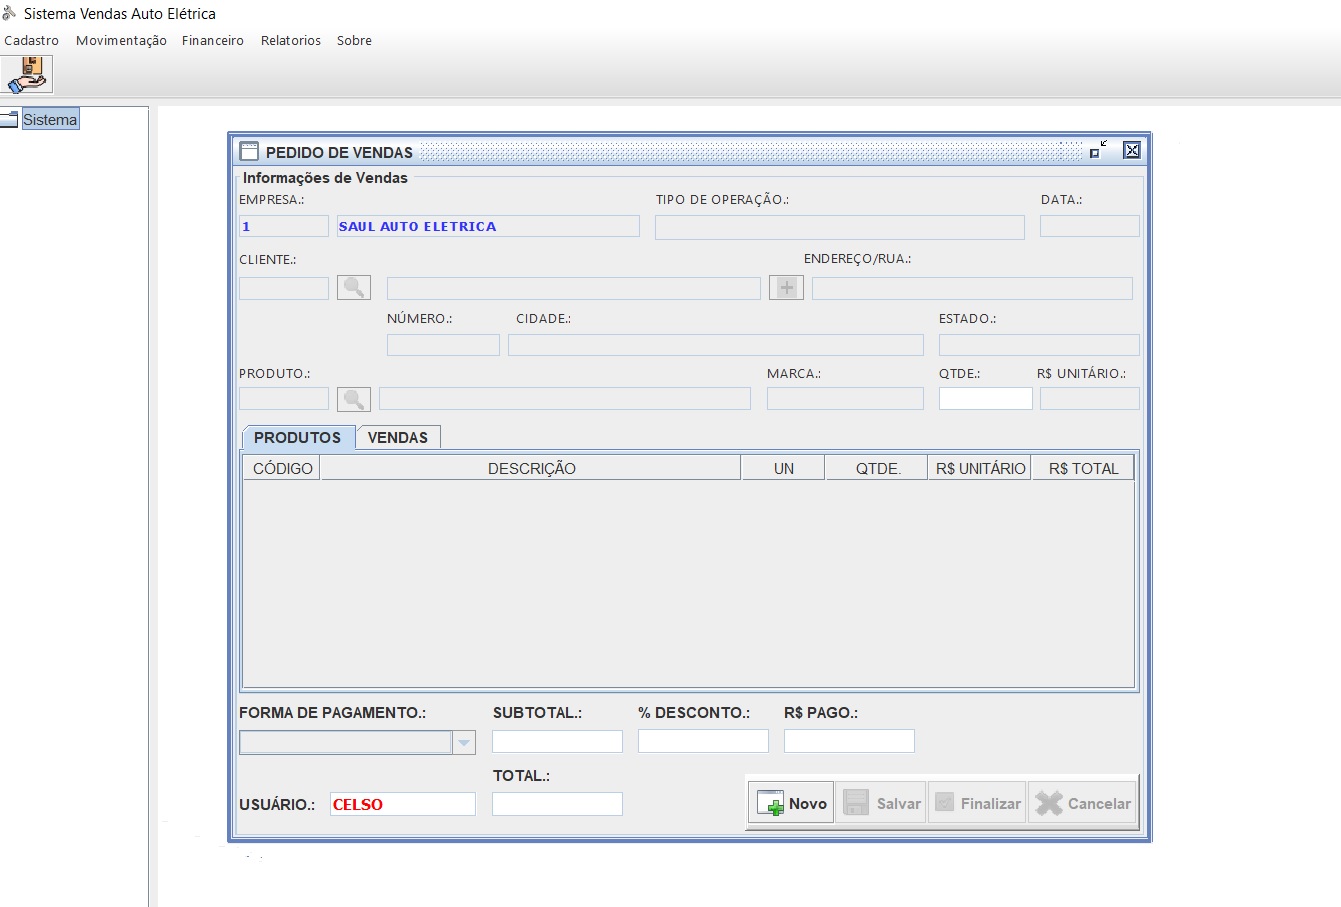 Sistema Vendas Auto Elétrica
Cadastro Movimentação Financeiro Relatorios Sobre
Sistema
PEDIDO DE VENDAS
Informações de Vendas
EMPRESA.: TIPO DE OPERAÇÃO.: DATA.:
1 SAUL AUTO ELETRICA
CLIENTE.: ENDEREÇO/RUA.:
NÚMERO.: CIDADE.: ESTADO.:
PRODUTO.: MARCA.: QTDE.: R$ UNITÁRIO.:
PRODUTOS VENDAS
CÓDIGO DESCRIÇÃO UN QTDE. R$ UNITÁRIO R$ TOTAL
FORMA DE PAGAMENTO.: SUBTOTAL.: % DESCONTO.: R$ PAGO.:
TOTAL.:
USUÁRIO.: CELSO Novo Salvar Finalizar Cancelar